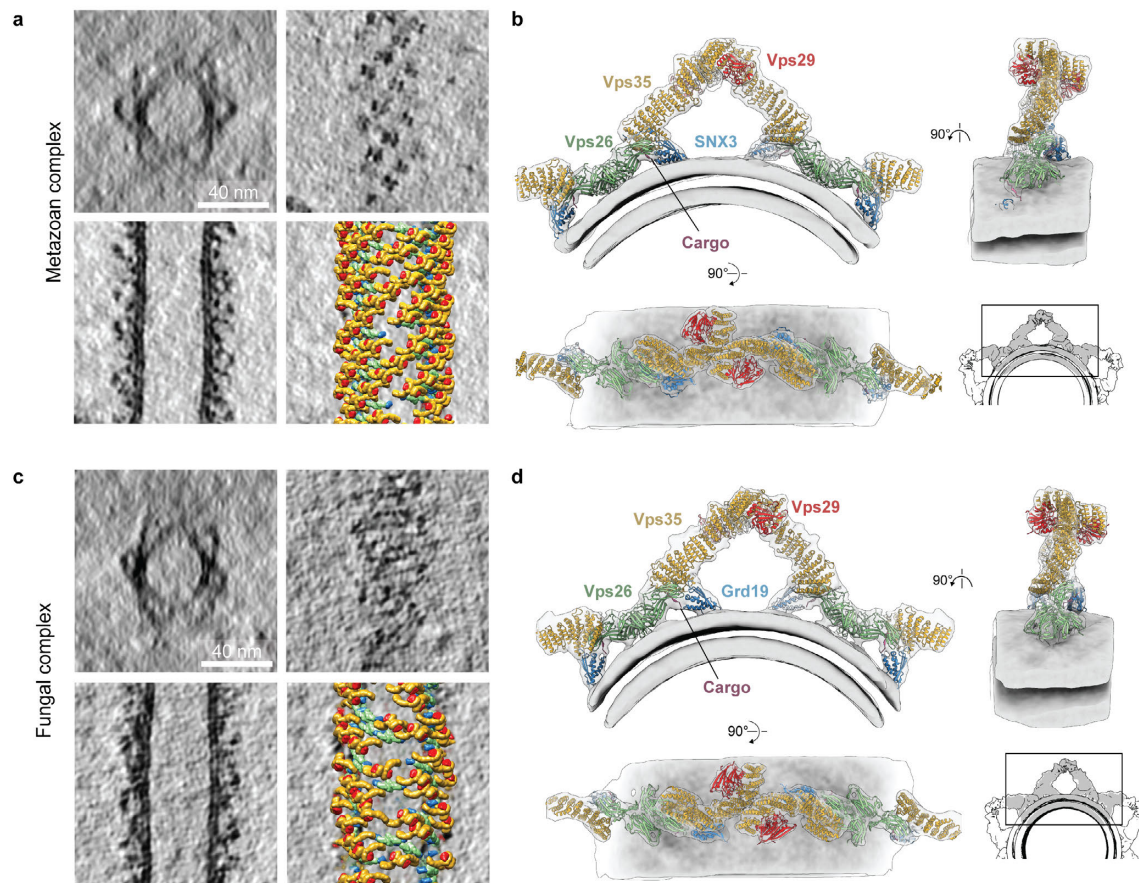 a
Metazoan complex
40 nm
b
Vps29
Vps35
Vps26
SNX3
Cargo
90°
90°
c
Fungal complex
40 nm
d
Vps29
Vps35
Vps26
Grd19
Cargo
90°
90°